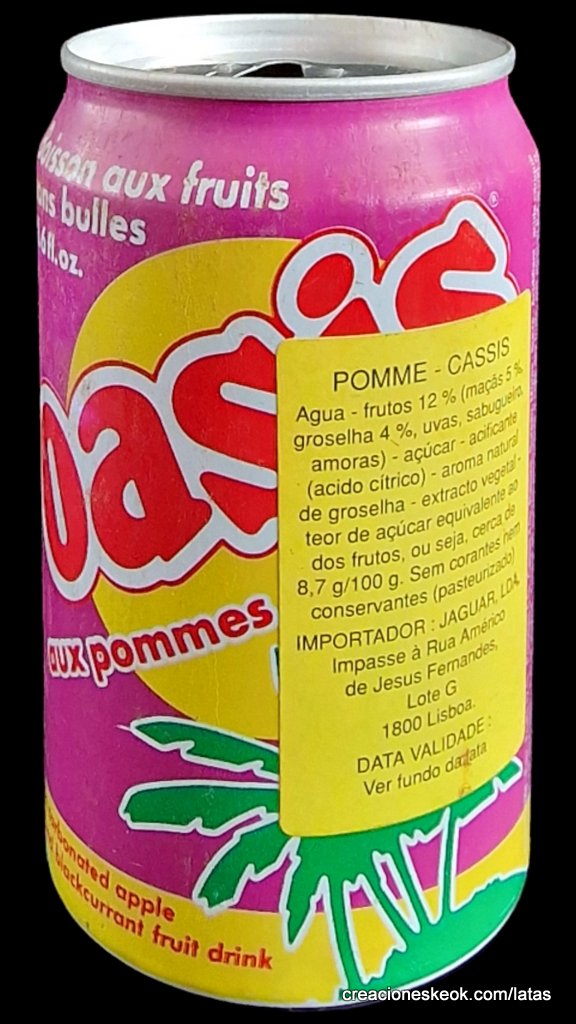 aux fruits
bulles
fl.oz.
Oasis
®
aux pommes
POMME - CASSIS
Agua - frutos 12 % (maçãs 5 %,
groselha 4 %, uvas, sabugueiro,
amoras) - açúcar - acificante
(acido cítrico) - aroma natural
de groselha - extracto vegetal -
teor de açúcar equivalente ao
dos frutos, ou seja, cerca de
8,7 g/100 g. Sem corantes nem
conservantes (pasteurizado)
IMPORTADOR : JAGUAR, LDA.
Impasse à Rua Américo
de Jesus Fernandes,
Lote G
1800 Lisboa.
DATA VALIDADE :
Ver fundo da lata
apple
blackcurrant fruit drink
creacioneskeok.com/latas